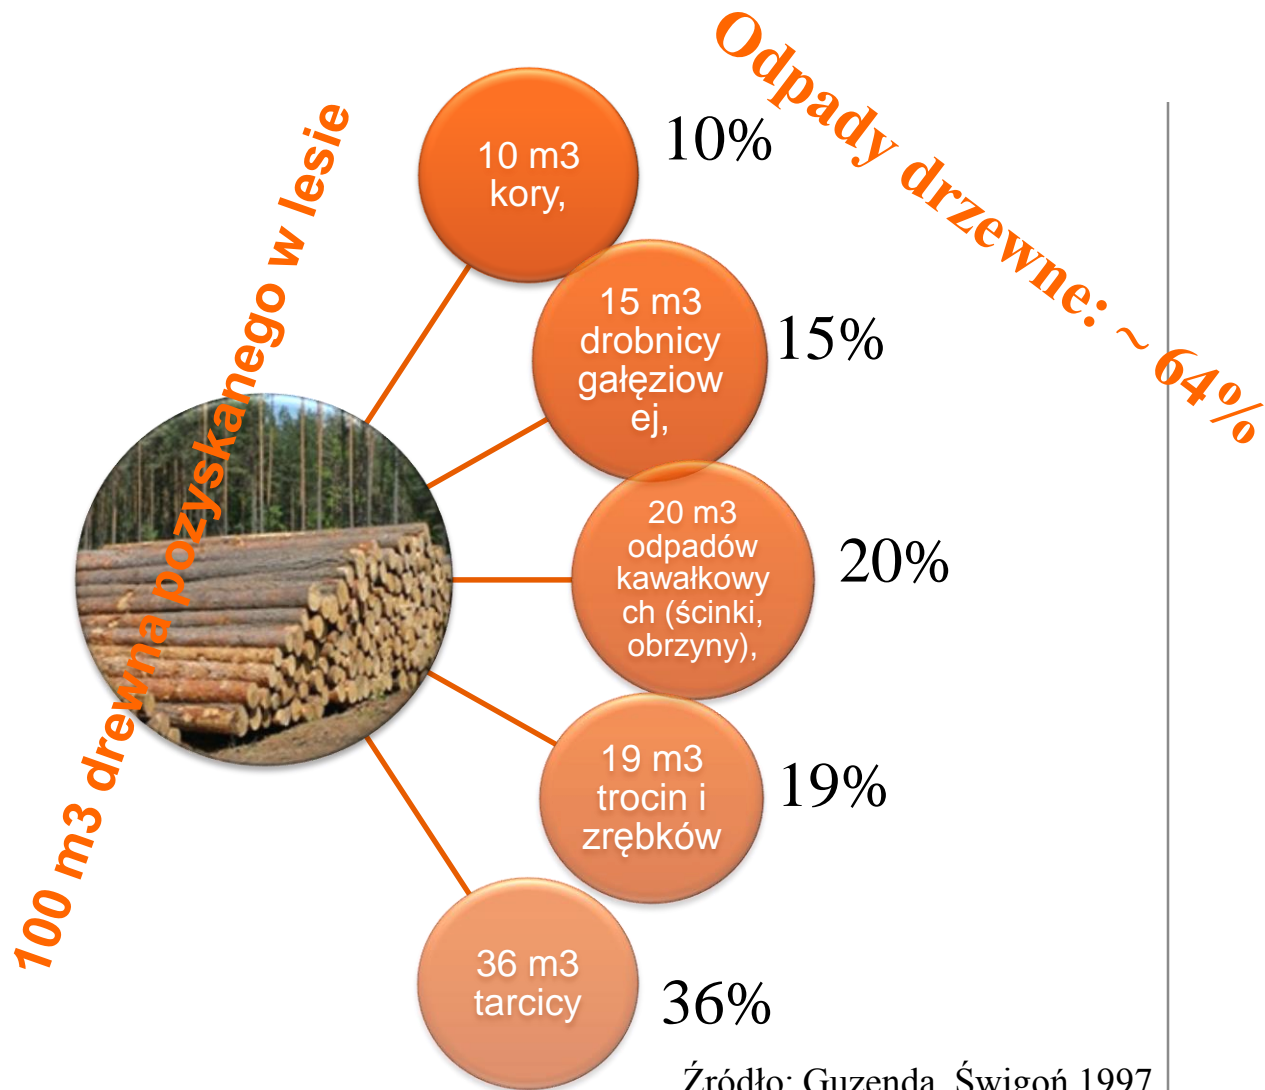 Odpady drzewne: ~ 64%
100 m3 drewna pozyskanego w lesie
10 m3
kory,
10%
15 m3
drobnicy
gałęziow
ej,
15%
20 m3
odpadów
kawałkowy
ch (ścinki,
obrzyny),
20%
19 m3
trocin i
zrębków
19%
36 m3
tarcicy
36%
Źródło: Guzenda, Świgoń 1997